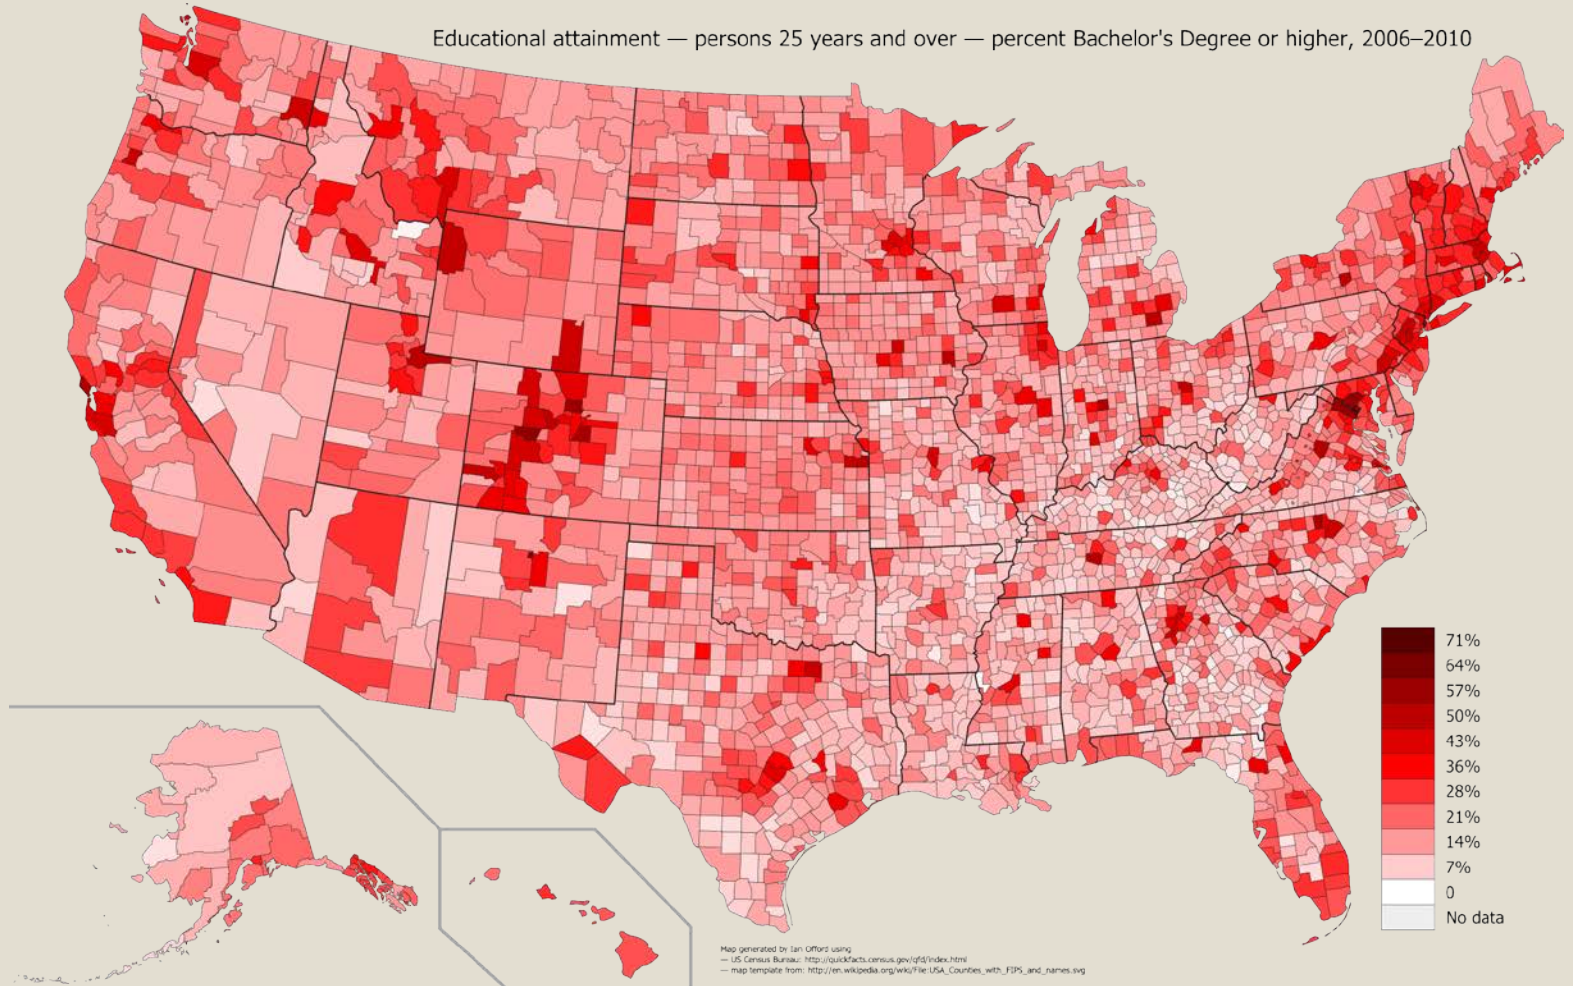 Educational attainment — persons 25 years and over — percent Bachelor's Degree or higher, 2006–2010
71%
64%
57%
50%
43%
36%
28%
21%
14%
7%
0
No data
Map generated by Ian Offord using
— US Census Bureau: http://quickfacts.census.gov/qfd/index.html
— map template from: http://en.wikipedia.org/wiki/File:USA_Counties_with_FIPS_and_names.svg